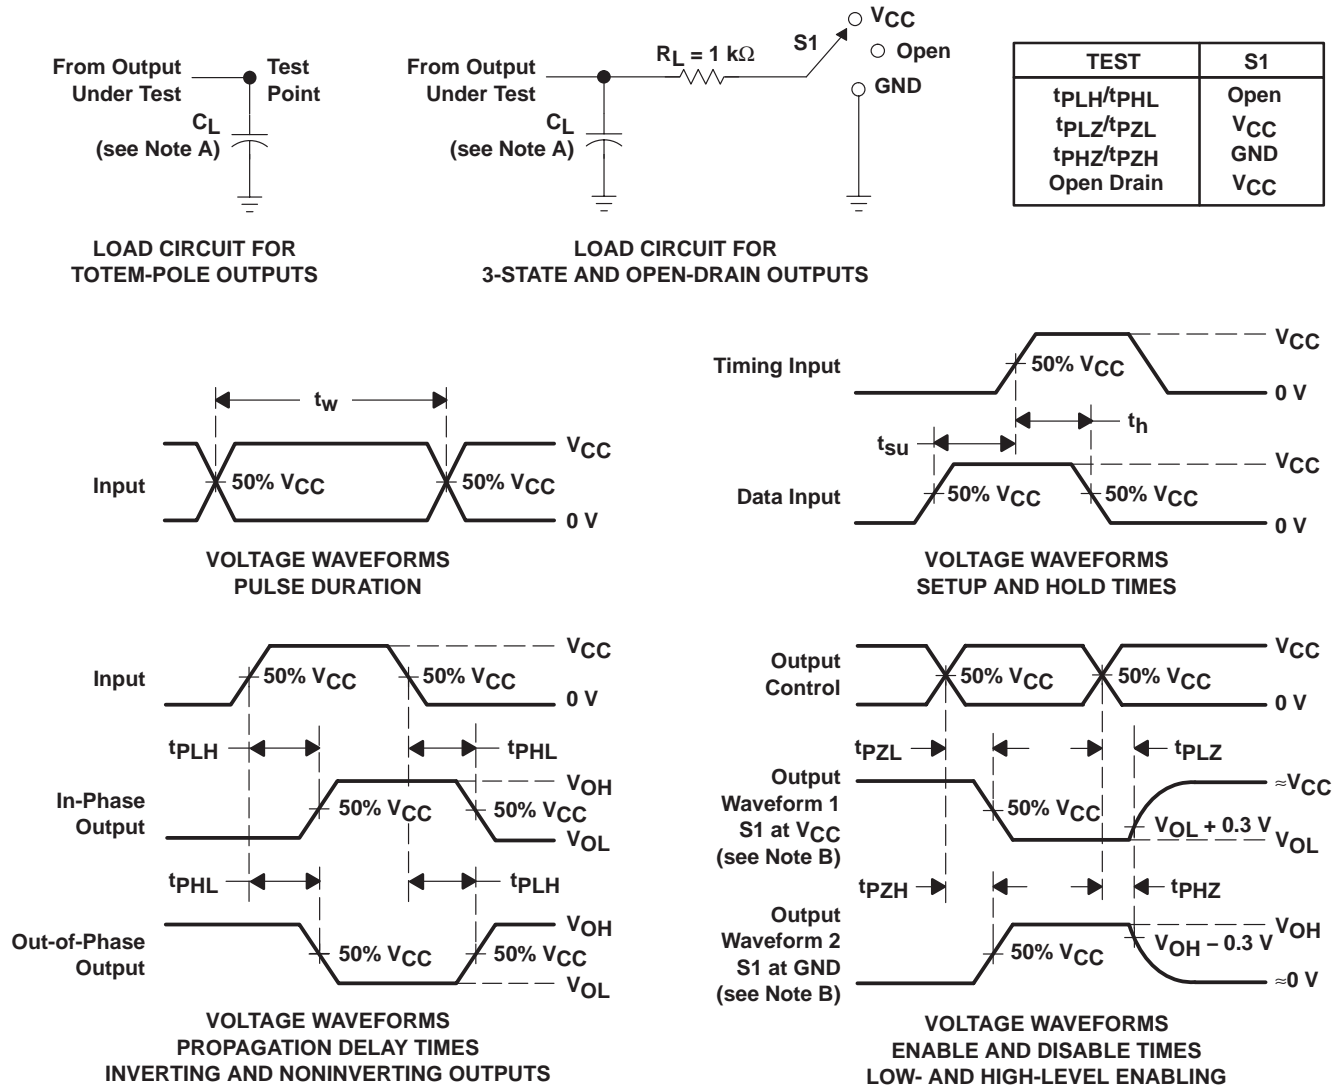 From Output
Under Test
Test
Point
CL
(see Note A)
LOAD CIRCUIT FOR
TOTEM-POLE OUTPUTS
From Output
Under Test
CL
(see Note A)
RL = 1 kΩ
S1
VCC
Open
GND
LOAD CIRCUIT FOR
3-STATE AND OPEN-DRAIN OUTPUTS
TEST S1
tPLH/tPHL Open
tPLZ/tPZL VCC
tPHZ/tPZH GND
Open Drain VCC
tw
Input
50% VCC
50% VCC
VCC
0 V
VOLTAGE WAVEFORMS
PULSE DURATION
Timing Input
50% VCC
VCC
0 V
tsu
th
Data Input
50% VCC
50% VCC
VCC
0 V
VOLTAGE WAVEFORMS
SETUP AND HOLD TIMES
Input
50% VCC
50% VCC
VCC
0 V
tPLH
tPHL
In-Phase
Output
50% VCC
50% VCC
VOH
VOL
tPHL
tPLH
Out-of-Phase
Output
50% VCC
50% VCC
VOH
VOL
VOLTAGE WAVEFORMS
PROPAGATION DELAY TIMES
INVERTING AND NONINVERTING OUTPUTS
Output
Control
50% VCC
50% VCC
VCC
0 V
tPZL
tPLZ
Output
Waveform 1
S1 at VCC
(see Note B)
50% VCC
≈VCC
VOL + 0.3 V
VOL
tPZH
tPHZ
Output
Waveform 2
S1 at GND
(see Note B)
50% VCC
VOH
VOH – 0.3 V
≈0 V
VOLTAGE WAVEFORMS
ENABLE AND DISABLE TIMES
LOW- AND HIGH-LEVEL ENABLING